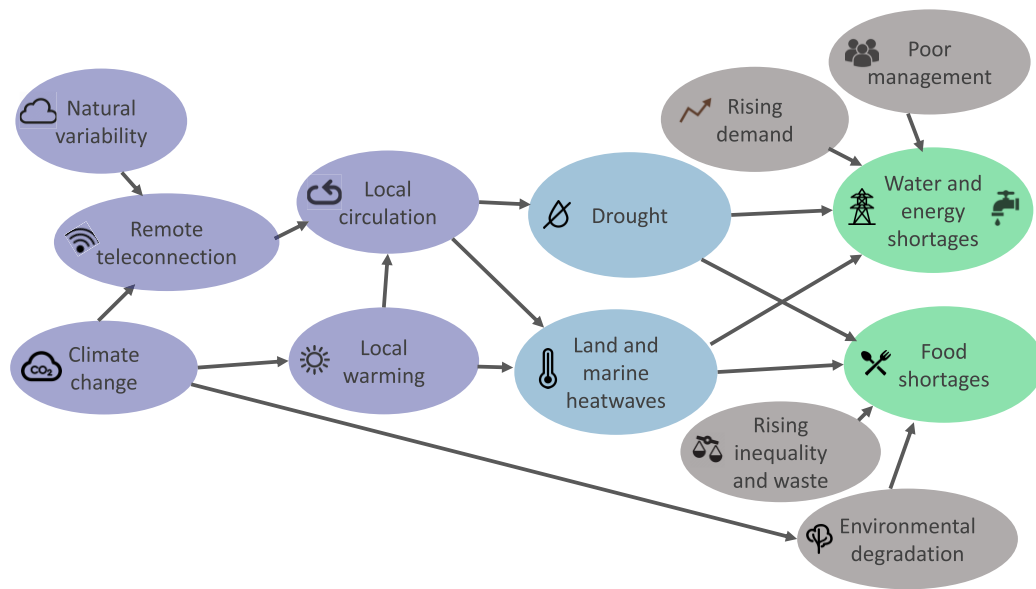 Natural
variability
Remote
teleconnection
Climate
change
CO₂
Local
circulation
Local
warming
Drought
Land and
marine
heatwaves
Rising
demand
Poor
management
Water and
energy
shortages
Food
shortages
Rising
inequality
and waste
Environmental
degradation